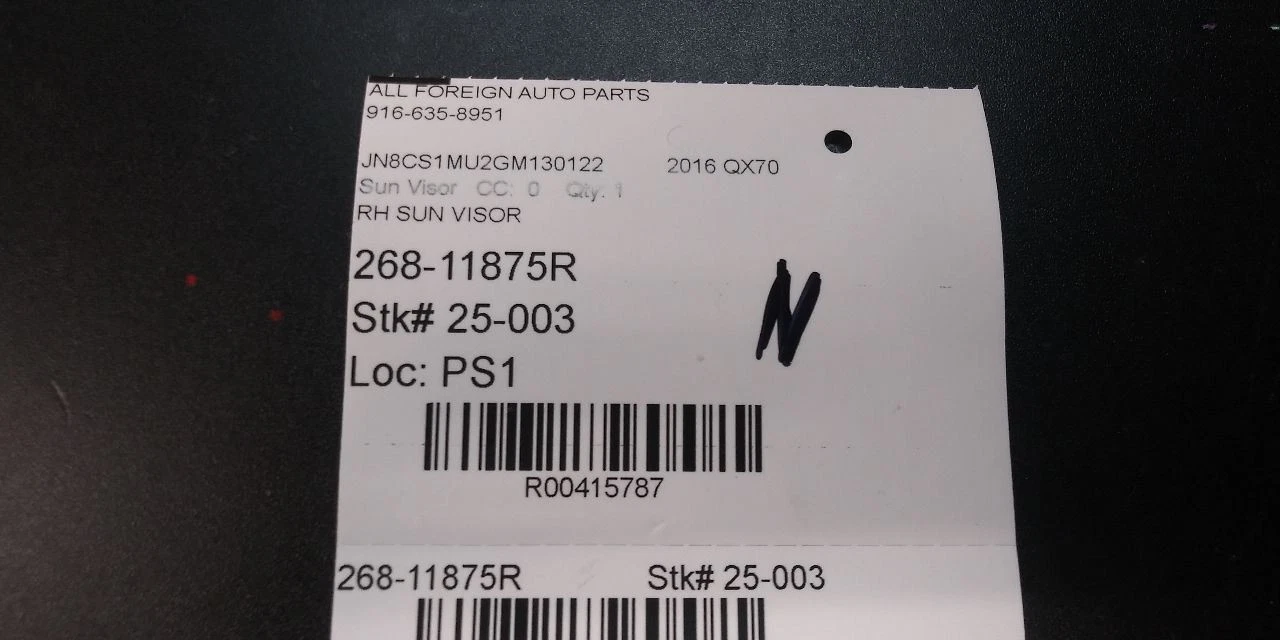 ALL FOREIGN AUTO PARTS
916-635-8951
JN8CS1MU2GM130122 2016 QX70
Sun Visor CC: 0 Qty: 1
RH SUN VISOR
268-11875R
Stk# 25-003
N
Loc: PS1
R00415787
268-11875R Stk# 25-003